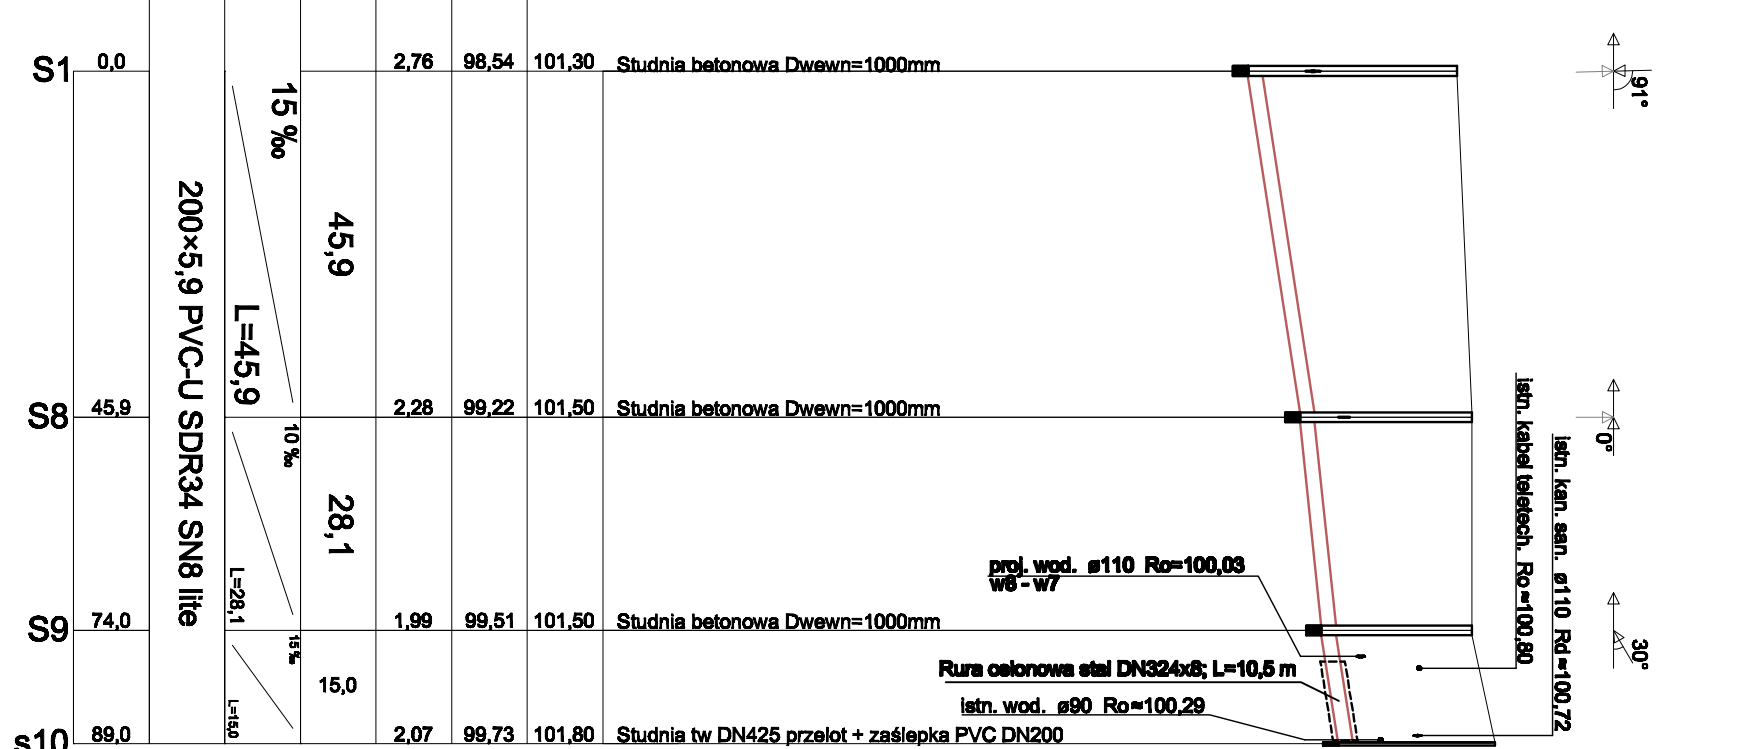 S1 0,0 2,76 98,54 101,30 Studnia betonowa Dwewn=1000mm
91°
15 ‰
45,9
L=45,9
200×5,9 PVC-U SDR34 SN8 lite
S8 45,9 2,28 99,22 101,50 Studnia betonowa Dwewn=1000mm
0°
10 ‰
28,1
L=28,1
istn. kabel teletech. Ro≈100,80
istn. kan. san. ø110 Rd≈100,72
proj. wod. ø110 Ro=100,03
w8 - w7
S9 74,0 1,99 99,51 101,50 Studnia betonowa Dwewn=1000mm
30°
15 ‰
15,0
L=15,0
Rura osłonowa stal DN324x8; L=10,5 m
istn. wod. ø90 Ro≈100,29
s10 89,0 2,07 99,73 101,80 Studnia tw DN425 przelot + zaślepka PVC DN200